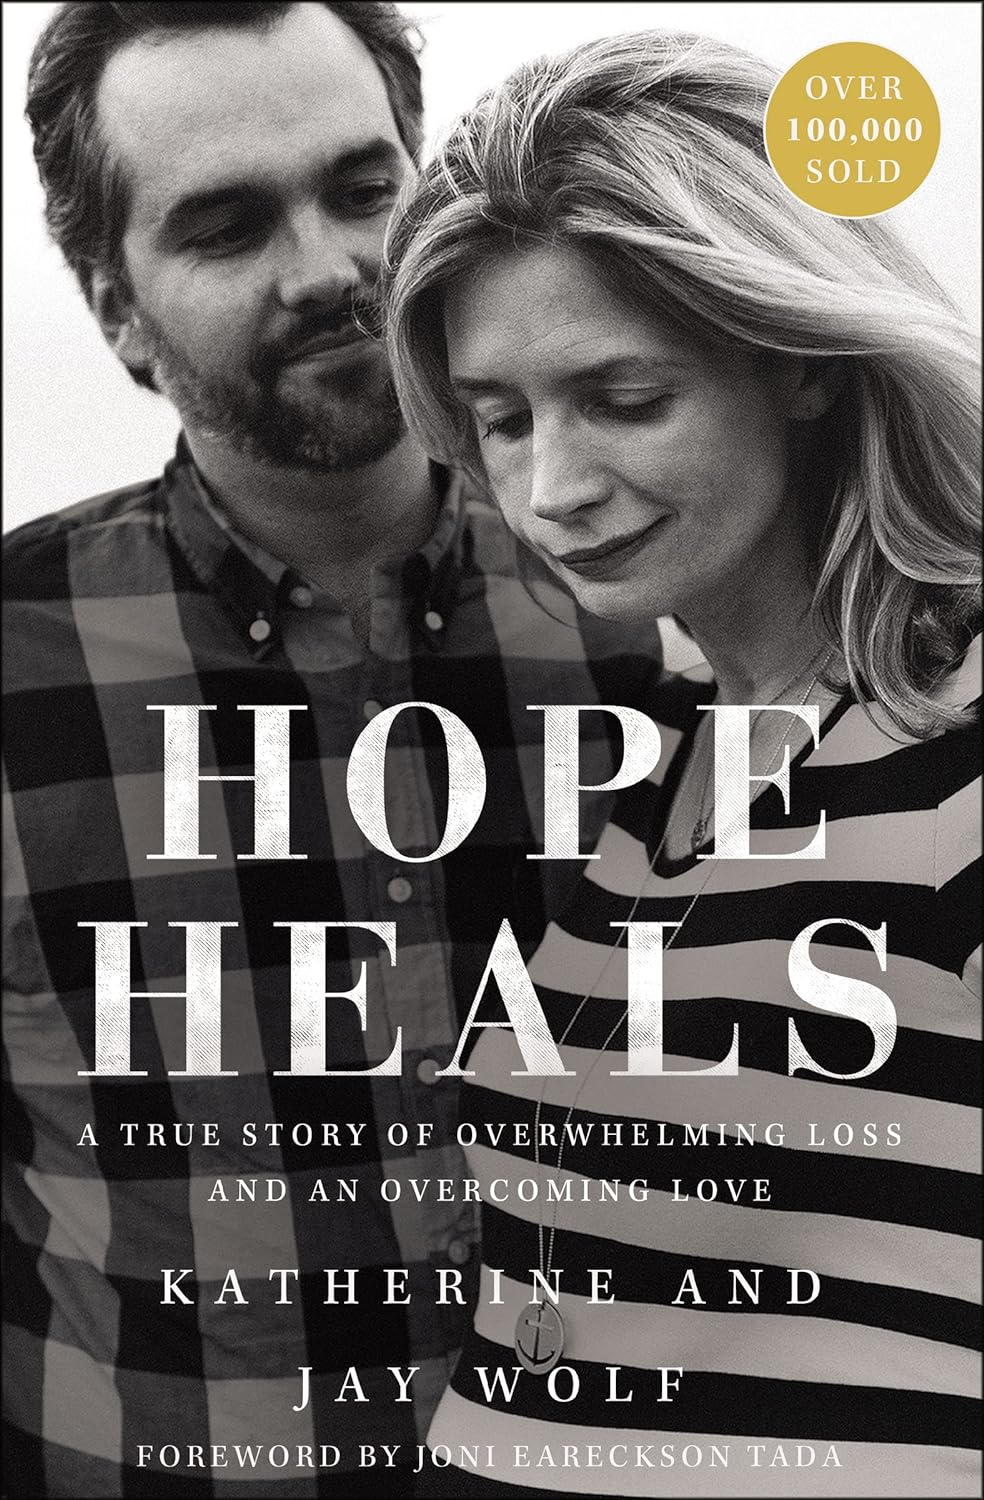 OVER
100,000
SOLD
HOPE
HEALS
A TRUE STORY OF OVERWHELMING LOSS
AND AN OVERCOMING LOVE
KATHERINE AND
JAY WOLF
FOREWORD BY JONI EARECKSON TADA